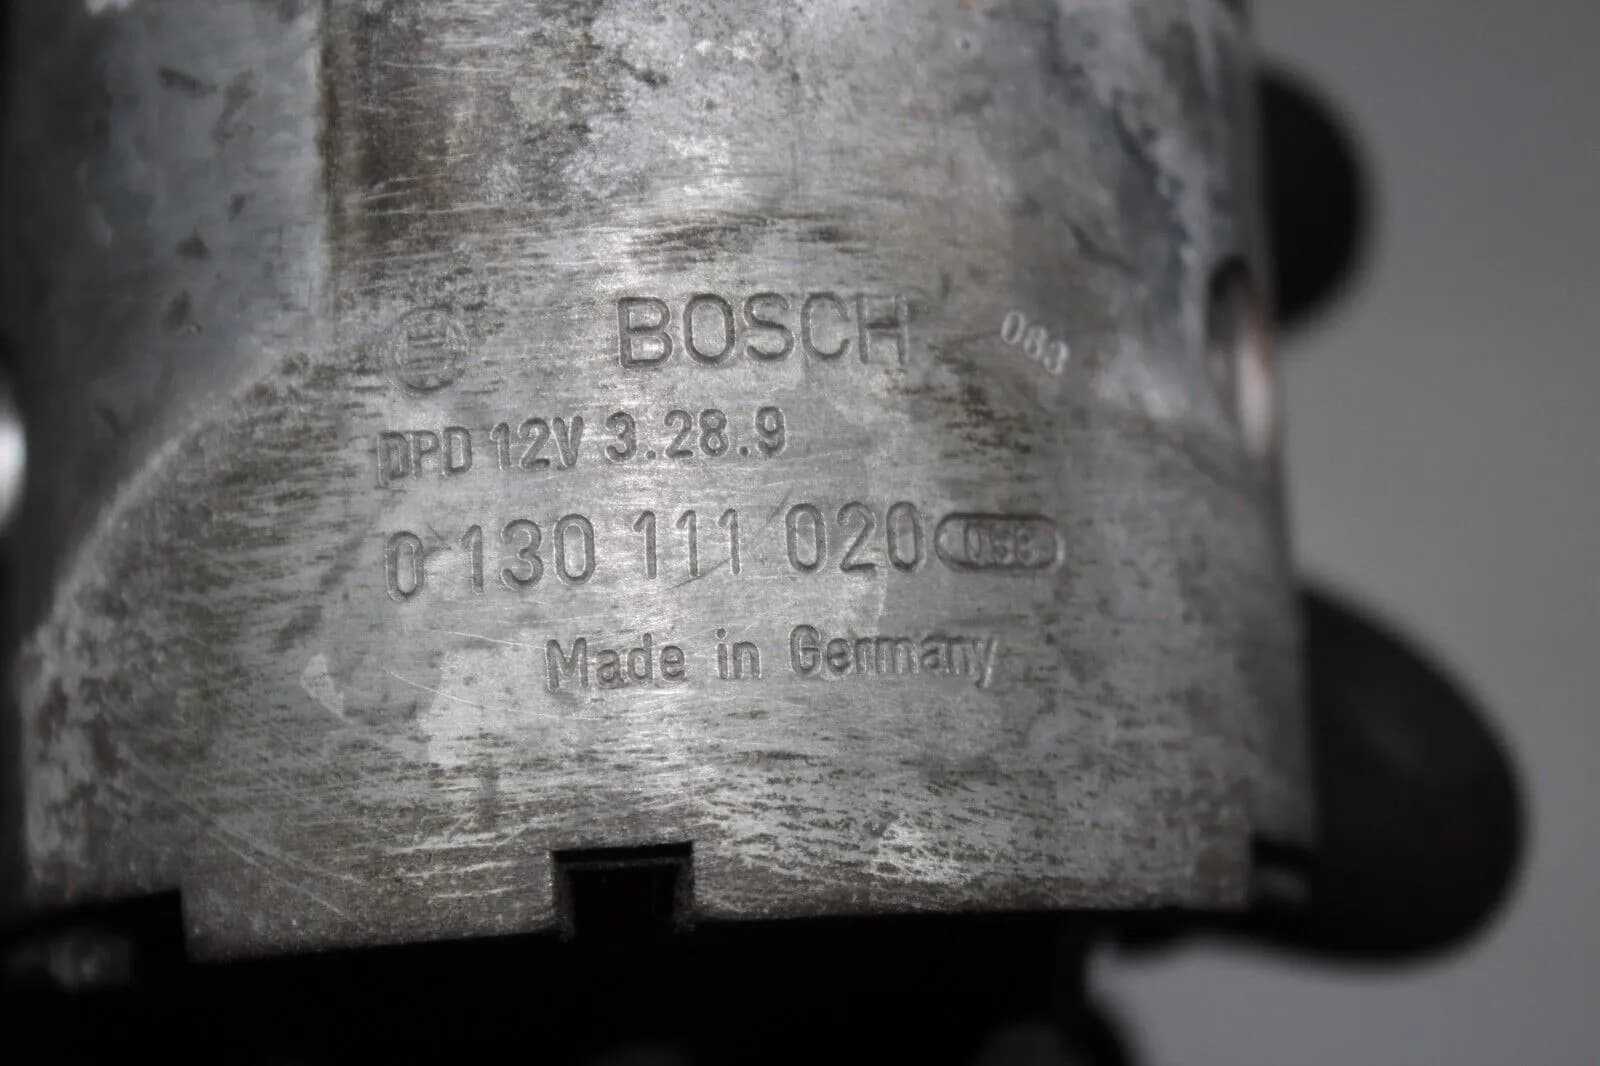 BOSCH 083
DPD 12V 3.28.9
0 130 111 020
Made in Germany